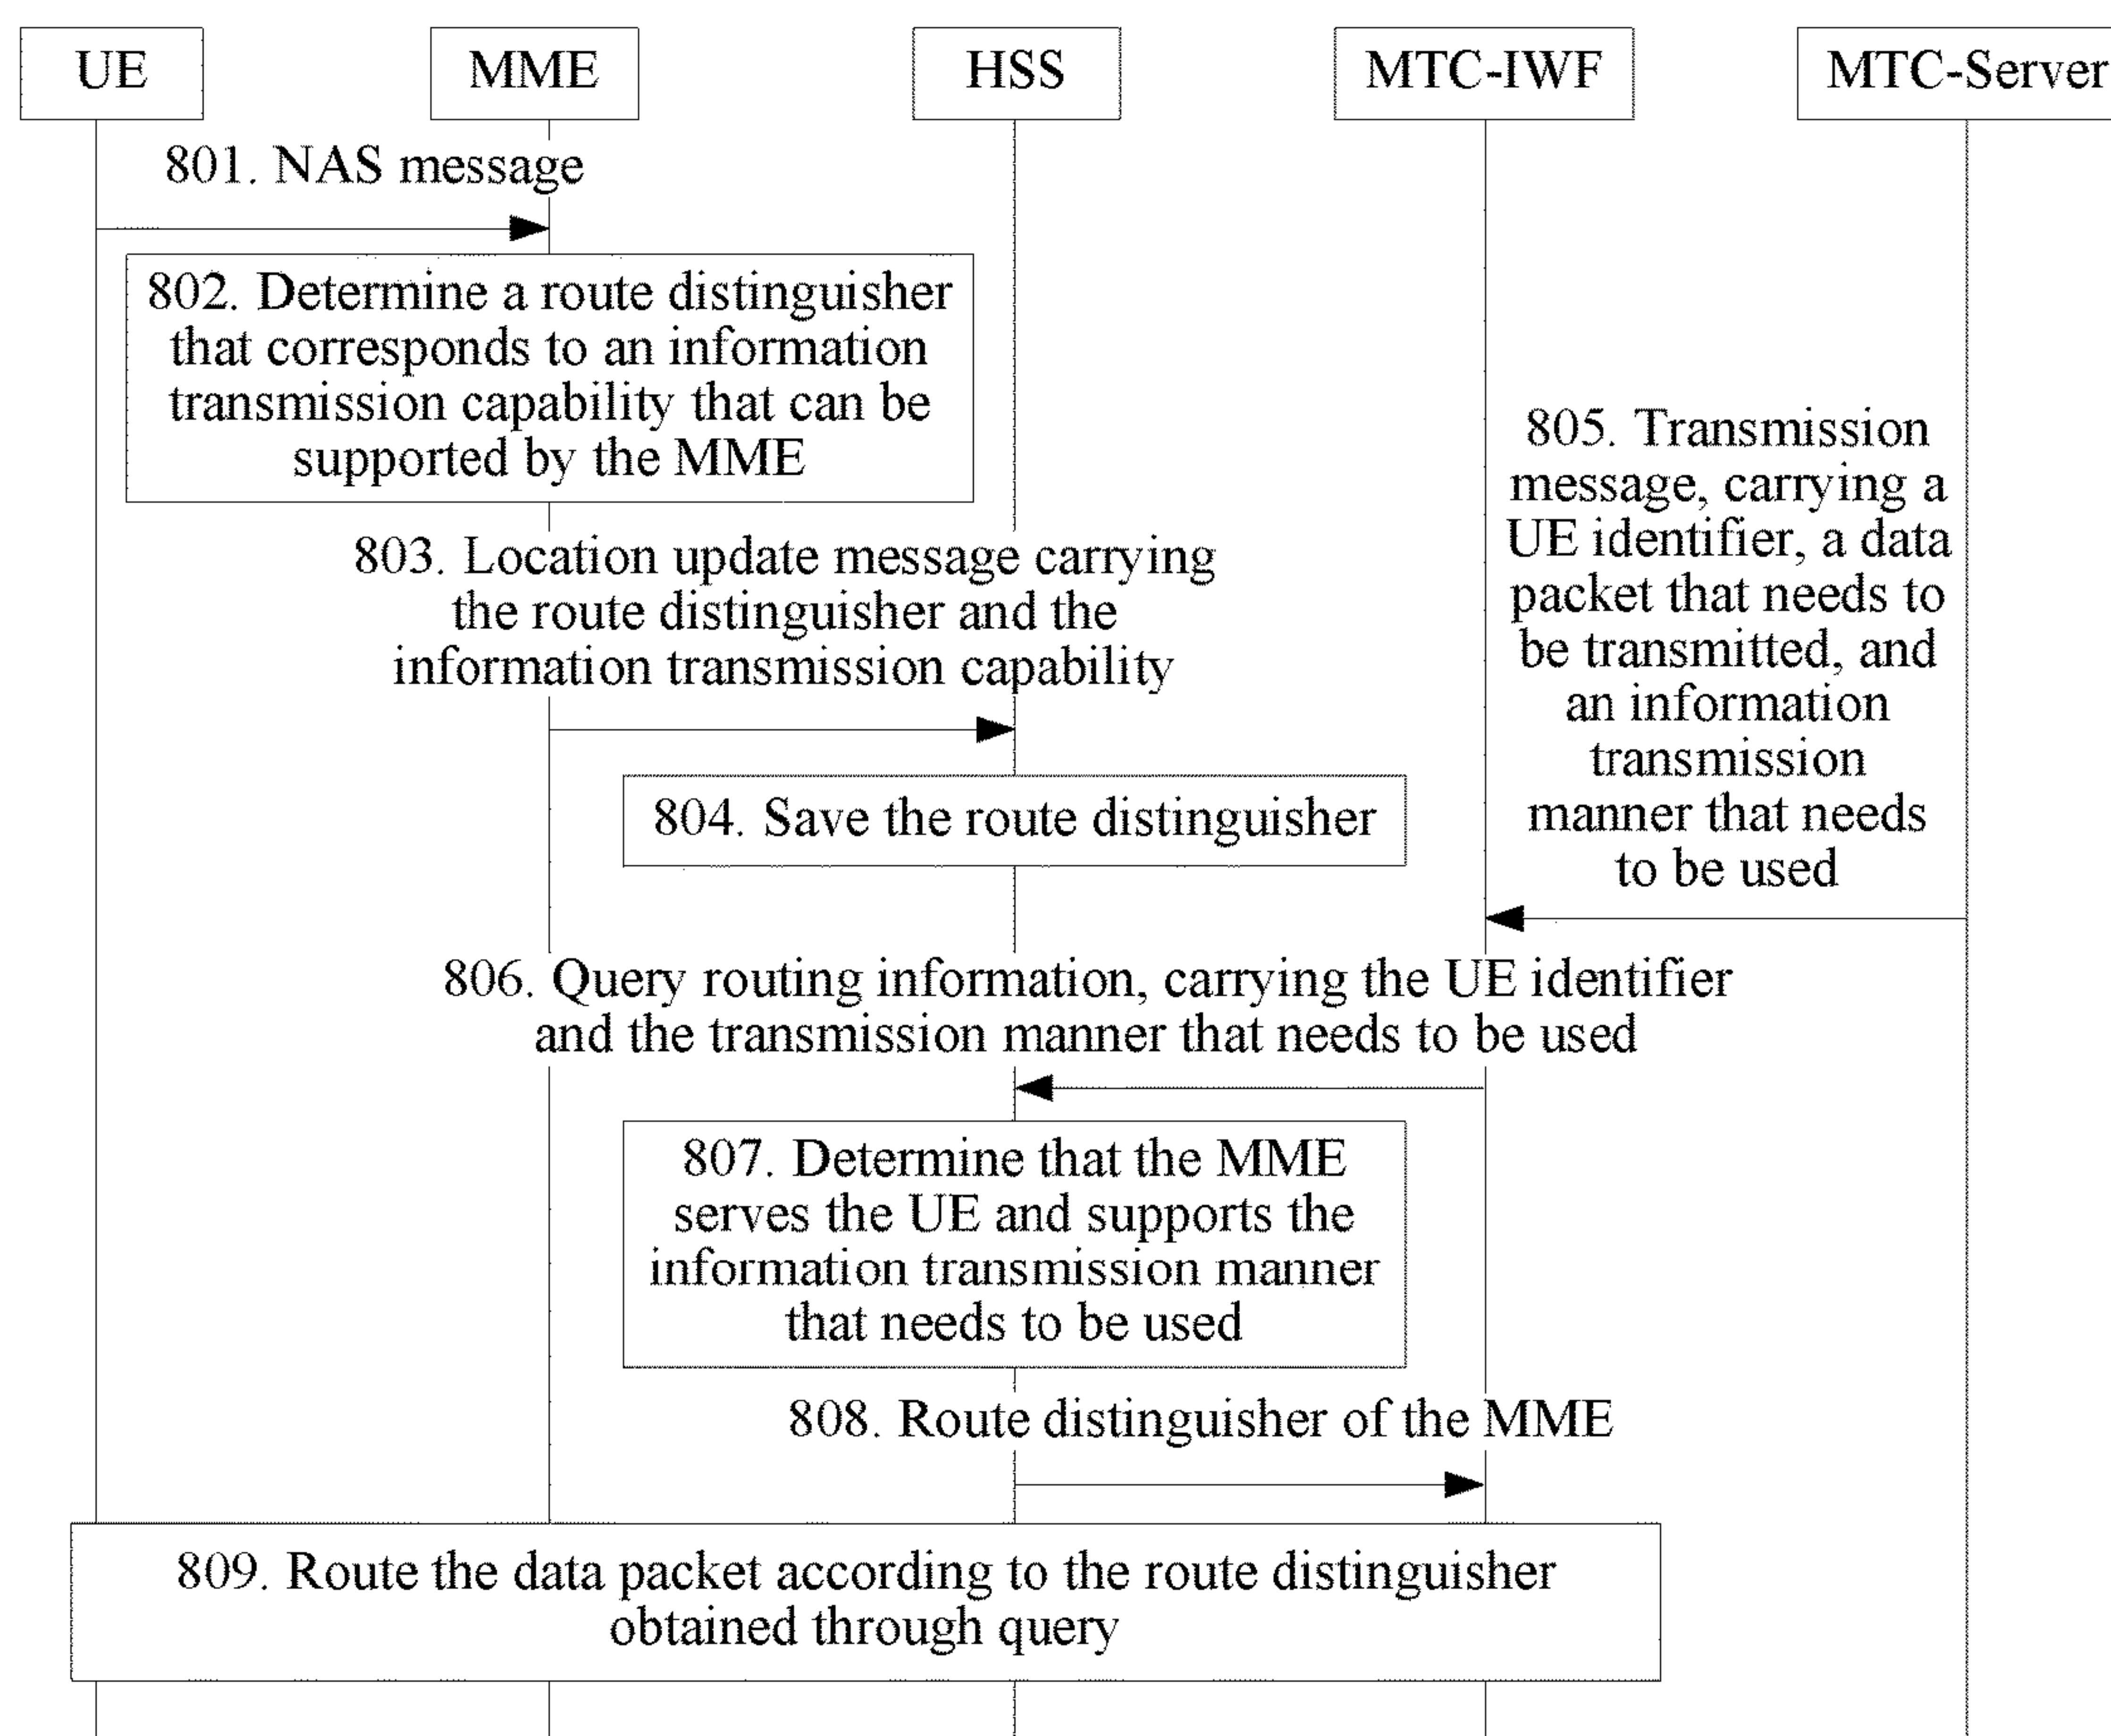 UE
MME
HSS
MTC-IWF
MTC-Server
801. NAS message
802. Determine a route distinguisher
that corresponds to an information
transmission capability that can be
supported by the MME
803. Location update message carrying
the route distinguisher and the
information transmission capability
804. Save the route distinguisher
805. Transmission
message, carrying a
UE identifier, a data
packet that needs to
be transmitted, and
an information
transmission
manner that needs
to be used
806. Query routing information, carrying the UE identifier
and the transmission manner that needs to be used
807. Determine that the MME
serves the UE and supports the
information transmission manner
that needs to be used
808. Route distinguisher of the MME
809. Route the data packet according to the route distinguisher
obtained through query